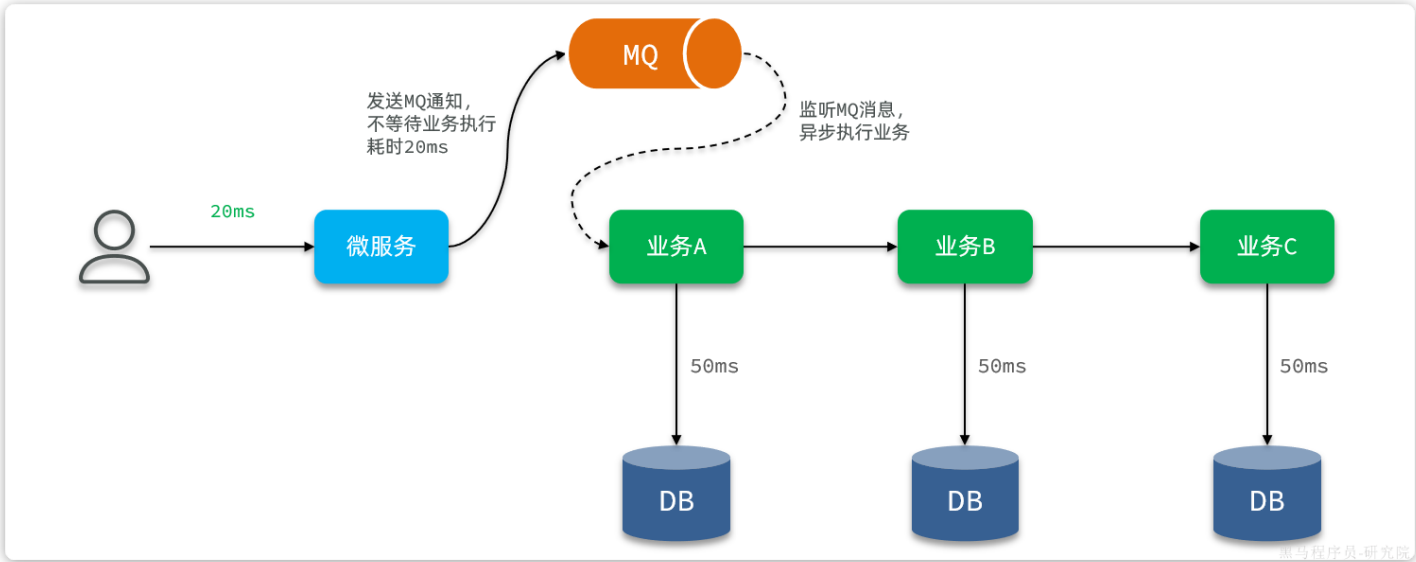 MQ
发送MQ通知,
不等待业务执行
耗时20ms
监听MQ消息,
异步执行业务
20ms
微服务
业务A
业务B
业务C
50ms
50ms
50ms
DB
DB
DB
黑马程序员-研究院